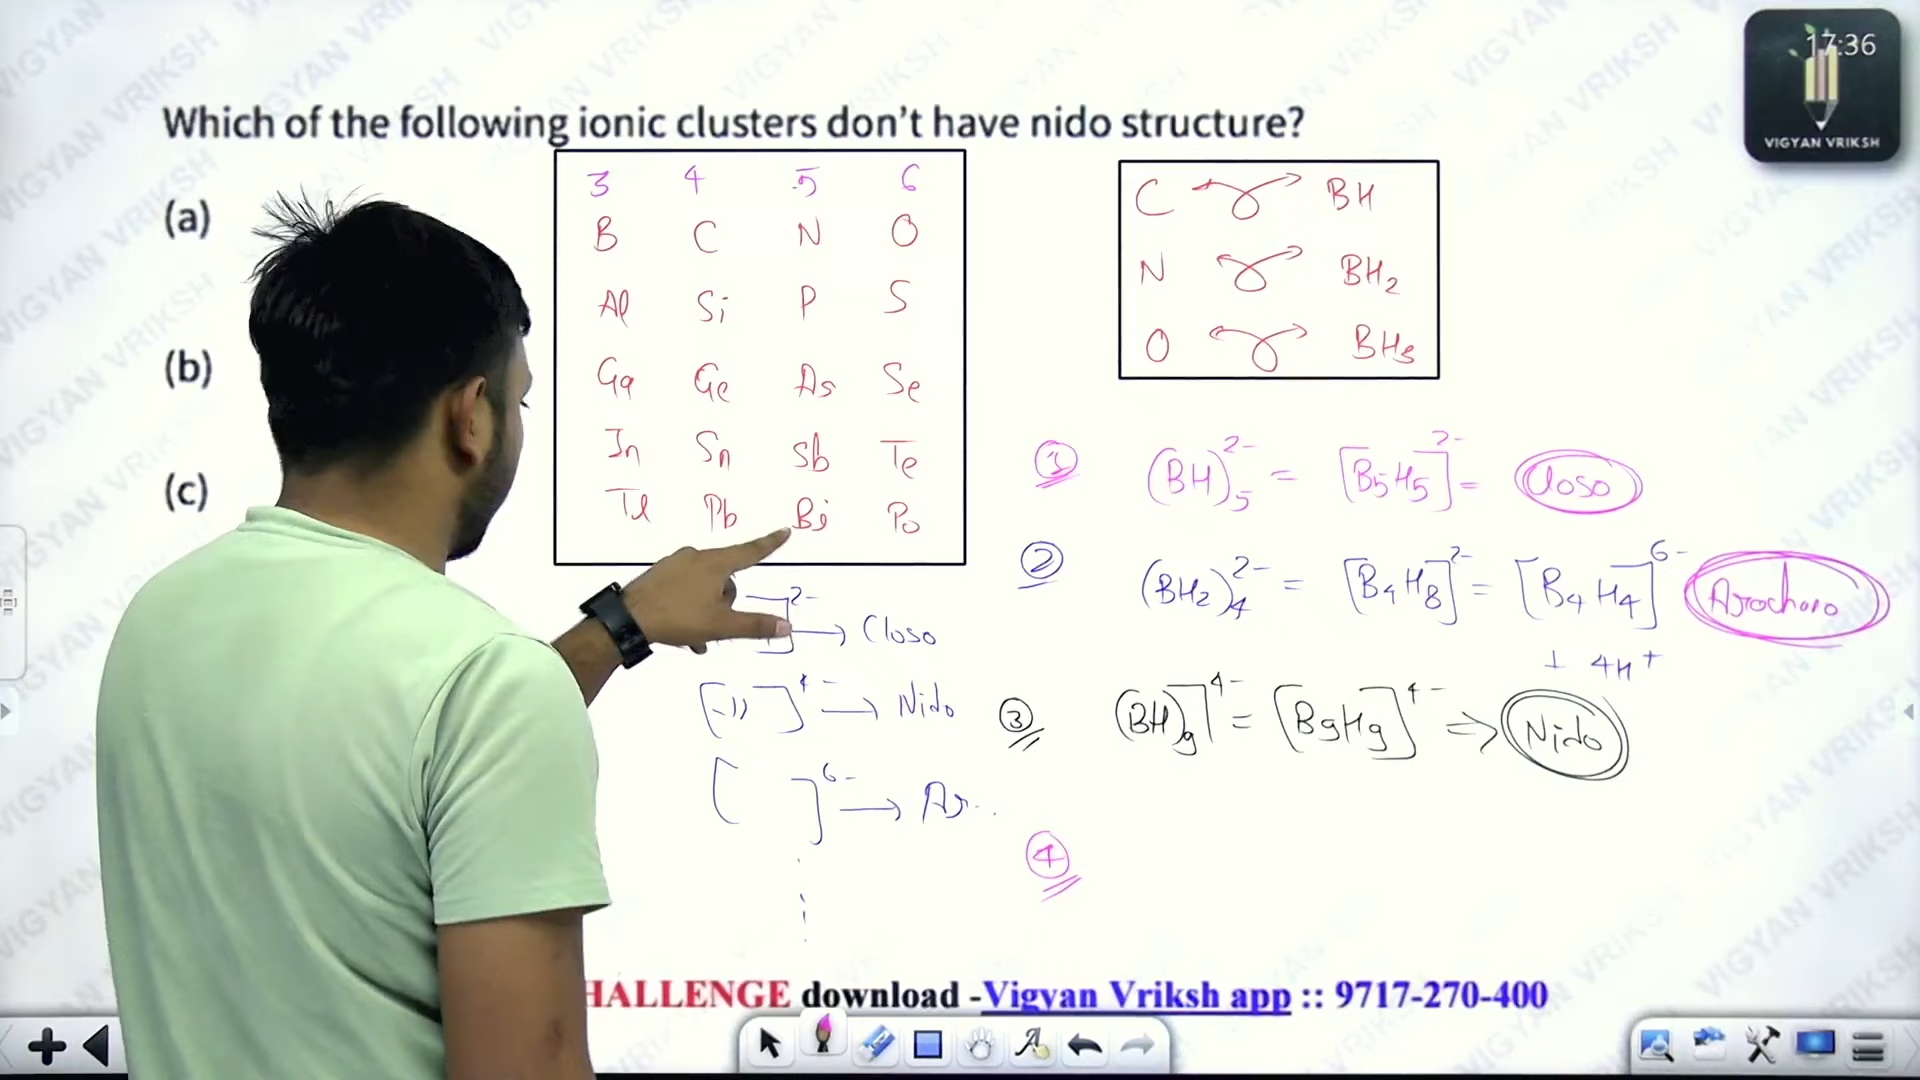 17:36
VIGYAN VRIKSH
Which of the following ionic clusters don't have nido structure?
(a)
(b)
(c)
3 4 5 6
B C N O
Al Si P S
Ga Ge As Se
In Sn Sb Te
Tl Pb Bi Po
C BH
N BH2
O BH3
]2- → Closo
]4- → Nido
[ ]6- → Ar..
① (BH)5 2- = [B5H5]2- = Closo
② (BH2)4 2- = [B4H8]2- = [B4H4]6- Arachano
+ 4H+
③ (BH)9]4- = [B9H9]4- ⇒ Nido
④
HALLENGE download -Vigyan Vriksh app :: 9717-270-400